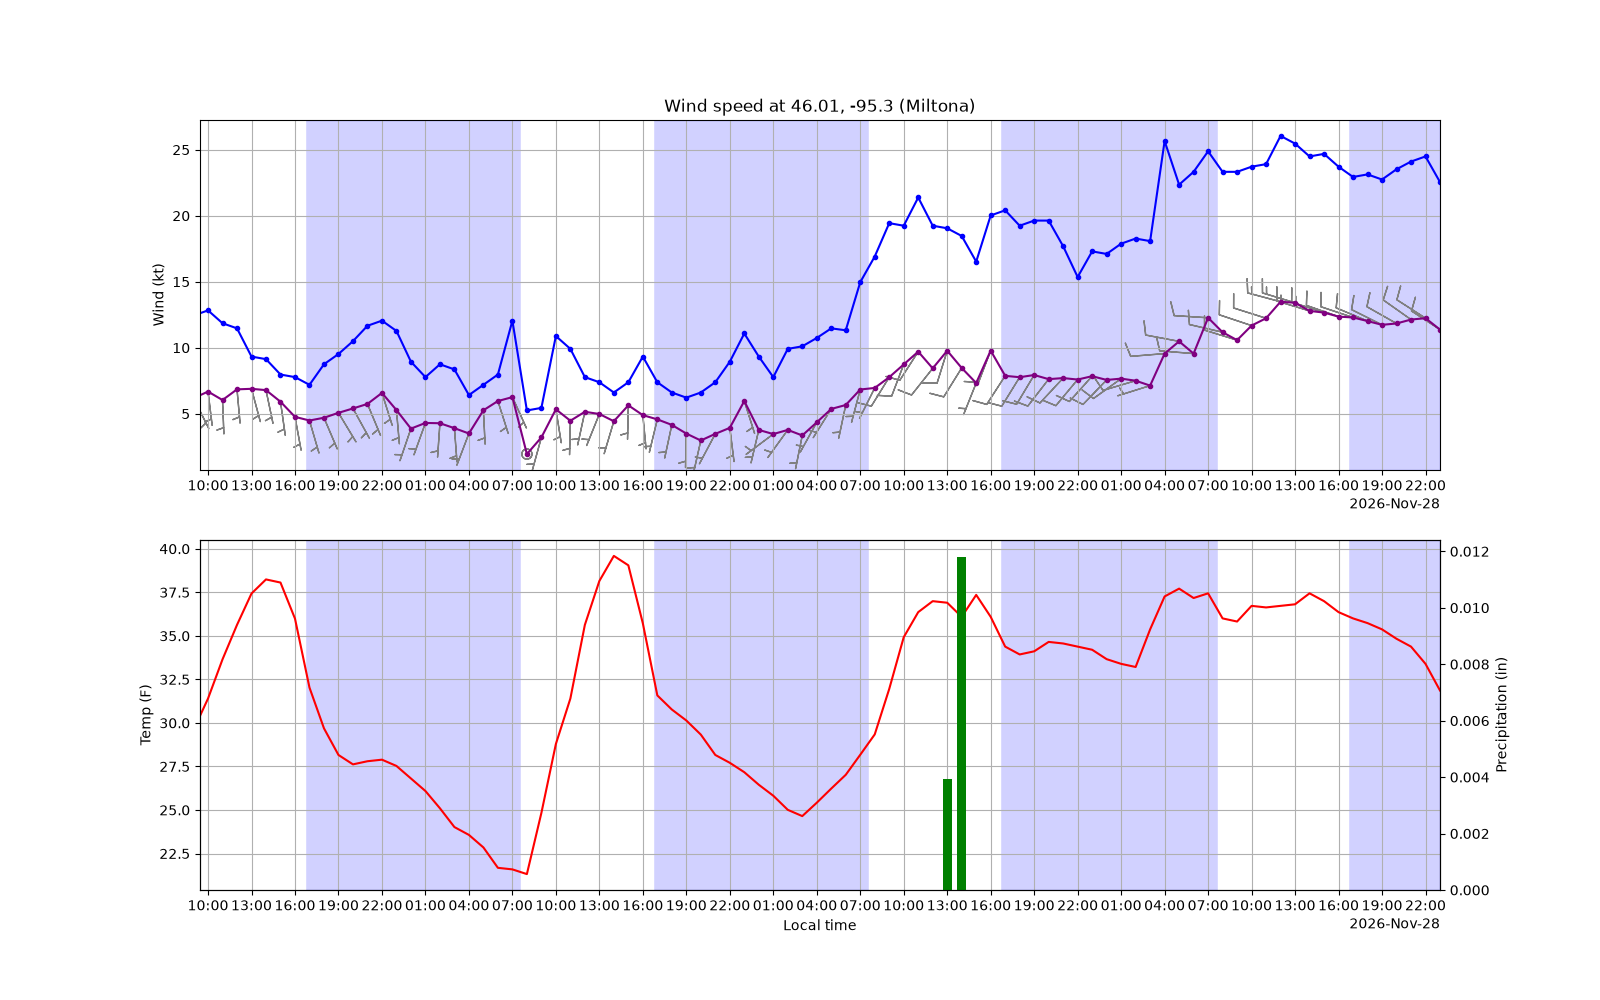 Wind speed at 46.01, -95.3 (Miltona)
25
20
15
10
5
Wind (kt)
10:00 13:00 16:00 19:00 22:00 01:00 04:00 07:00 10:00 13:00 16:00 19:00 22:00 01:00 04:00 07:00 10:00 13:00 16:00 19:00 22:00 01:00 04:00 07:00 10:00 13:00 16:00 19:00 22:00
2026-Nov-28
40.0
37.5
35.0
32.5
30.0
27.5
25.0
22.5
Temp (F)
0.012
0.010
0.008
0.006
0.004
0.002
0.000
Precipitation (in)
10:00 13:00 16:00 19:00 22:00 01:00 04:00 07:00 10:00 13:00 16:00 19:00 22:00 01:00 04:00 07:00 10:00 13:00 16:00 19:00 22:00 01:00 04:00 07:00 10:00 13:00 16:00 19:00 22:00
Local time
2026-Nov-28